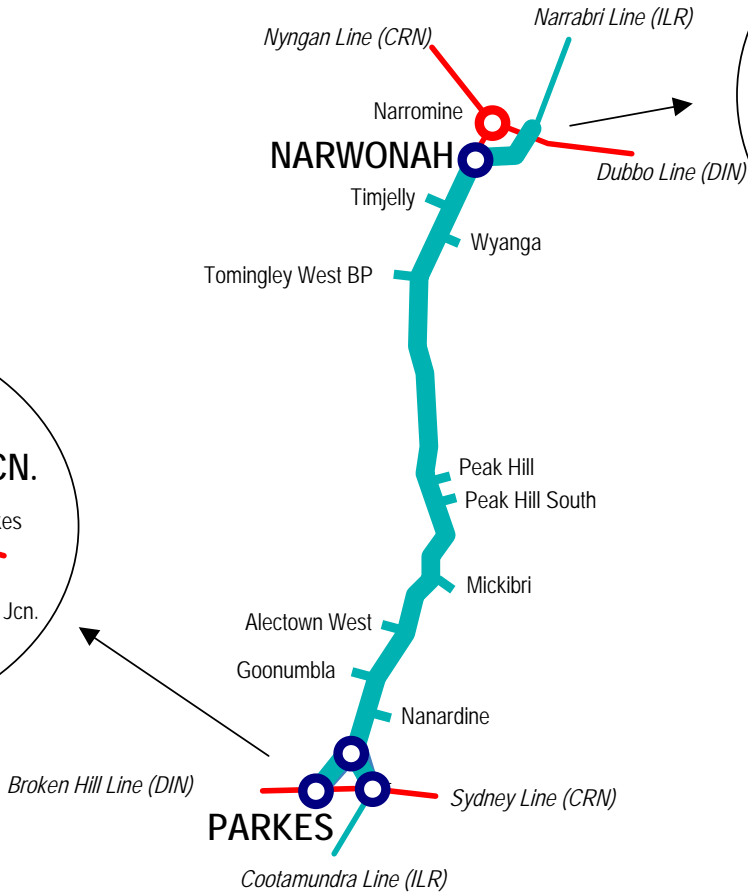 Narrabri Line (ILR)
Nyngan Line (CRN)
Narromine
NARWONAH
Dubbo Line (DIN)
Timjelly
Wyanga
Tomingley West BP
CN.
Peak Hill
Peak Hill South
kes
Mickibri
Jcn.
Alectown West
Goonumbla
Nanardine
Broken Hill Line (DIN)
Sydney Line (CRN)
PARKES
Cootamundra Line (ILR)